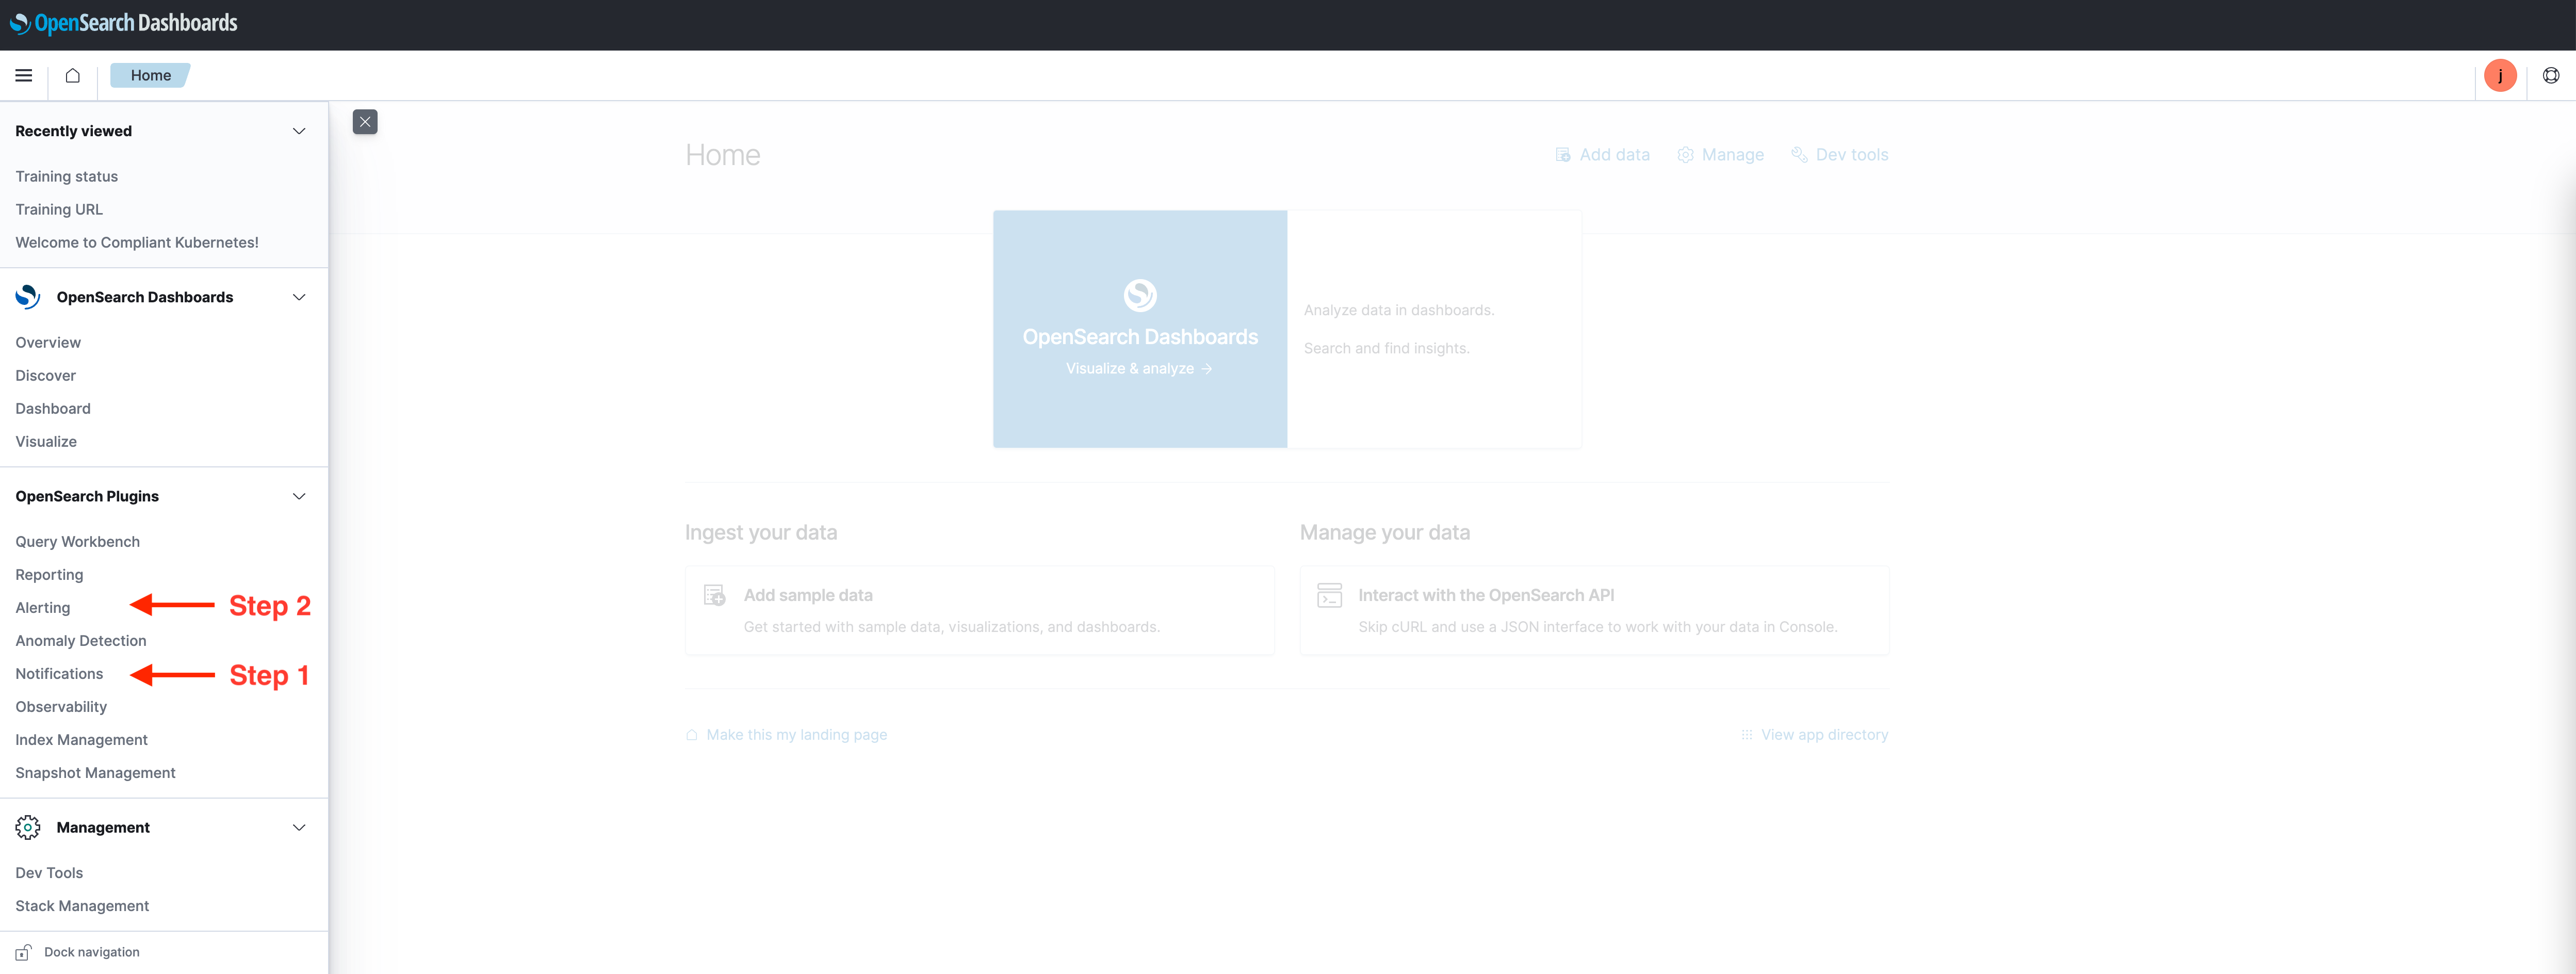 OpenSearch Dashboards
Home
j
Recently viewed
Training status
Training URL
Welcome to Compliant Kubernetes!
OpenSearch Dashboards
Overview
Discover
Dashboard
Visualize
OpenSearch Plugins
Query Workbench
Reporting
Alerting
Step 2
Anomaly Detection
Notifications
Step 1
Observability
Index Management
Snapshot Management
Management
Dev Tools
Stack Management
Dock navigation
Home
Add data
Manage
Dev tools
OpenSearch Dashboards
Visualize & analyze →
Analyze data in dashboards.
Search and find insights.
Ingest your data
Add sample data
Get started with sample data, visualizations, and dashboards.
Manage your data
Interact with the OpenSearch API
Skip cURL and use a JSON interface to work with your data in Console.
Make this my landing page
View app directory